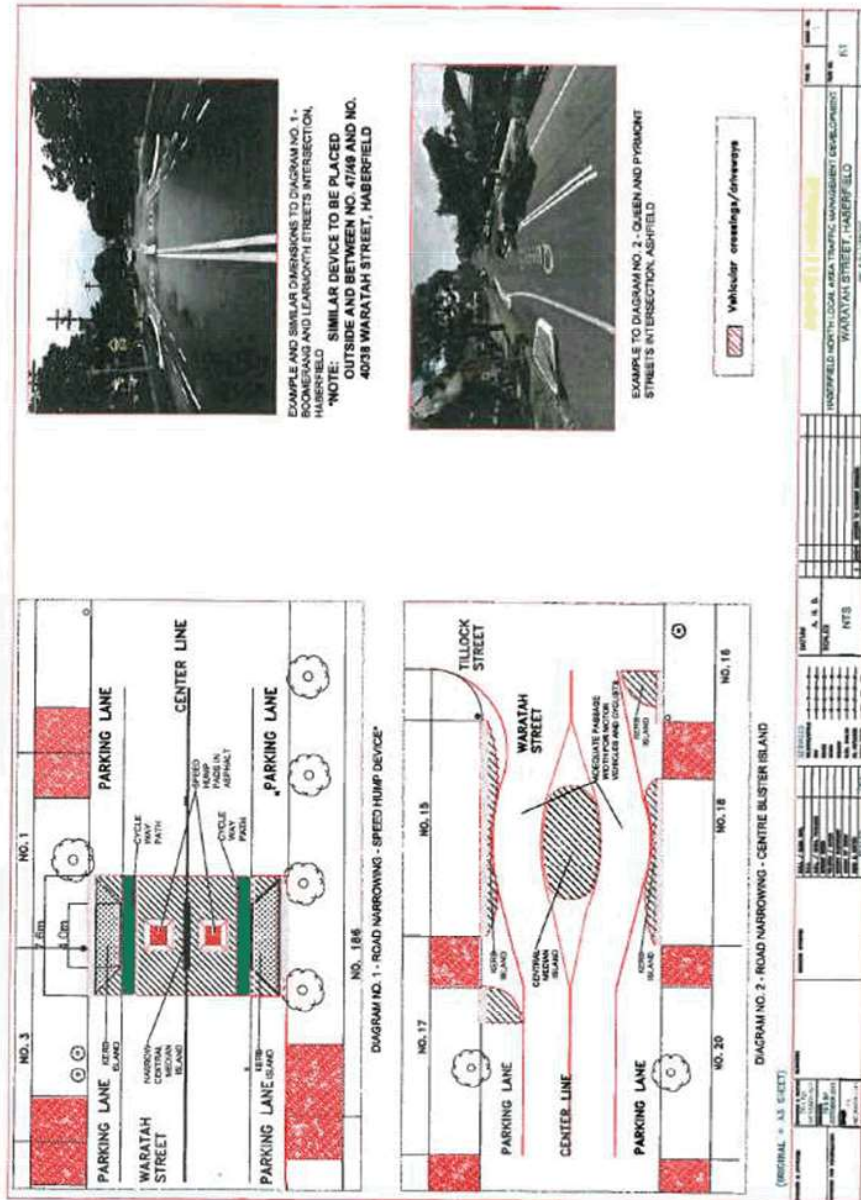 NO. 3
NO. 1
7.6m
4.0m
KERB
ISLAND
PARKING LANE
PARKING LANE
CYCLE
WAY
PATH
WARATAH
STREET
NARROW
CENTRAL
MEDIAN
ISLAND
SPEED
HUMP
PADS IN
ASPHALT
CENTER LINE
KERB
ISLAND
CYCLE
WAY
PATH
PARKING LANE
PARKING LANE
NO. 186
DIAGRAM NO. 1 - ROAD NARROWING - SPEED HUMP DEVICE*
EXAMPLE AND SIMILAR DIMENSIONS TO DIAGRAM NO. 1 -
BOOMERANG AND LEARMONTH STREETS INTERSECTION,
HABERFIELD
*NOTE: SIMILAR DEVICE TO BE PLACED
OUTSIDE AND BETWEEN NO. 47/49 AND NO.
40/38 WARATAH STREET, HABERFIELD
NO. 17
NO. 15
TILLOCK
STREET
KERB
ISLAND
PARKING LANE
WARATAH
STREET
CENTRAL
MEDIAN
ISLAND
ADEQUATE PASSAGE
WIDTH FOR MOTOR
VEHICLES AND CYCLISTS
CENTER LINE
KERB
ISLAND
KERB
ISLAND
PARKING LANE
NO. 20
NO. 18
NO. 16
DIAGRAM NO. 2 - ROAD NARROWING - CENTRE BLISTER ISLAND
EXAMPLE TO DIAGRAM NO. 2 - QUEEN AND PYRMONT
STREETS INTERSECTION, ASHFIELD
Vehicular crossings/driveways
(ORIGINAL = A3 SHEET)
NTS
HABERFIELD NORTH LOCAL AREA TRAFFIC MANAGEMENT DEVELOPMENT
WARATAH STREET, HABERFIELD